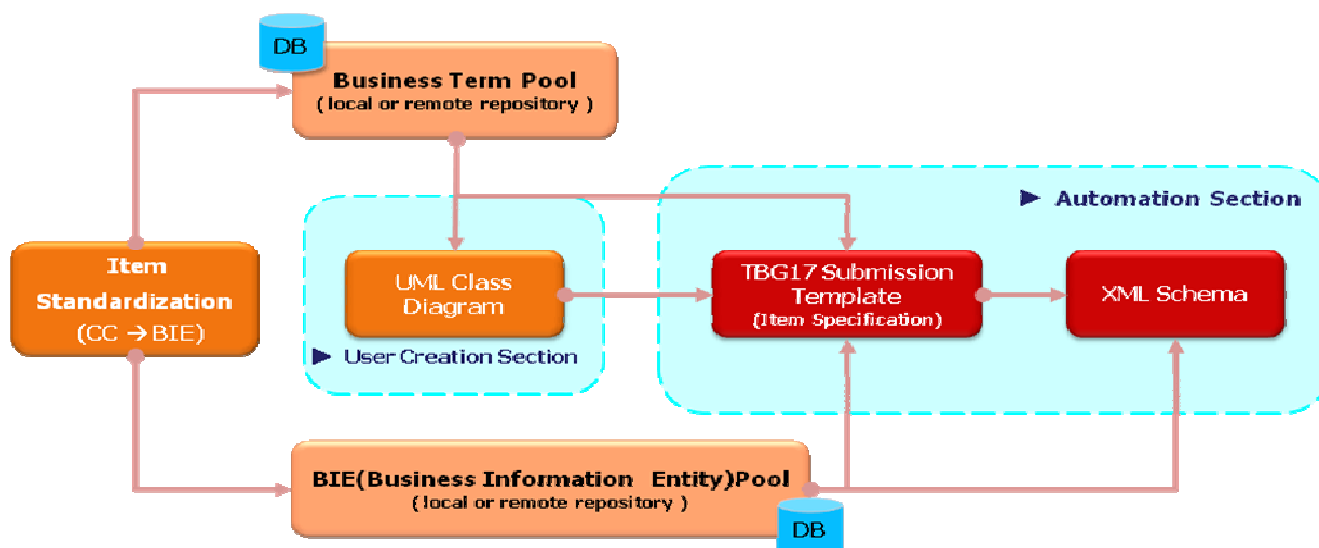 DB
Business Term Pool
( local or remote repository )
► Automation Section
Item
Standardization
(CC → BIE)
UML Class
Diagram
► User Creation Section
TBG17 Submission
Template
(Item Specification)
XML Schema
BIE(Business Information Entity)Pool
( local or remote repository )
DB